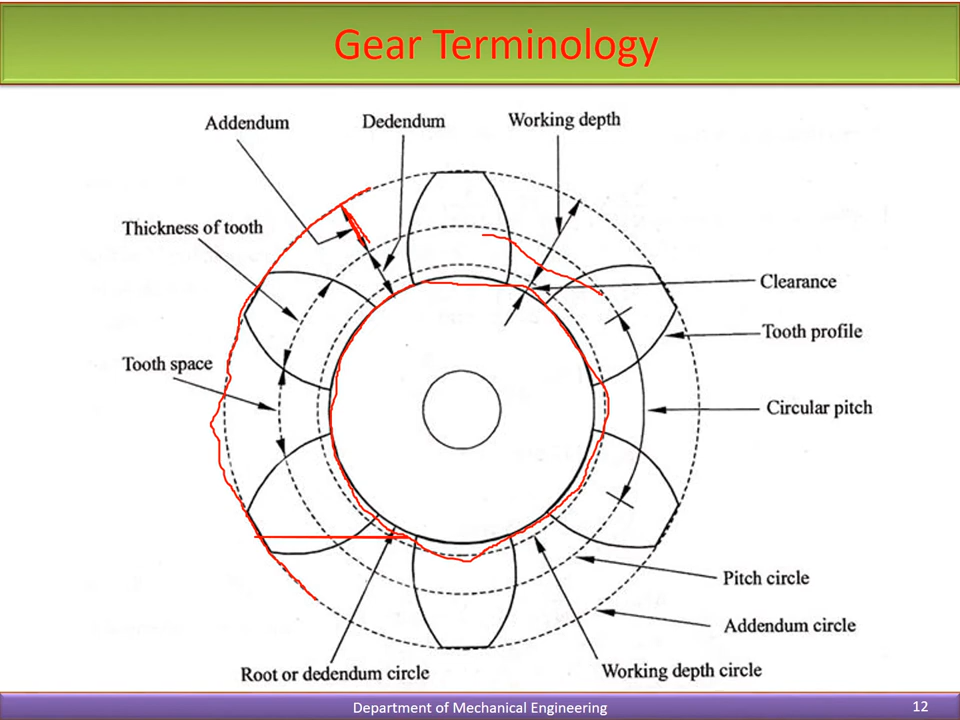 Gear Terminology
Addendum
Dedendum
Working depth
Thickness of tooth
Clearance
Tooth profile
Tooth space
Circular pitch
Pitch circle
Addendum circle
Root or dedendum circle
Working depth circle
Department of Mechanical Engineering
12